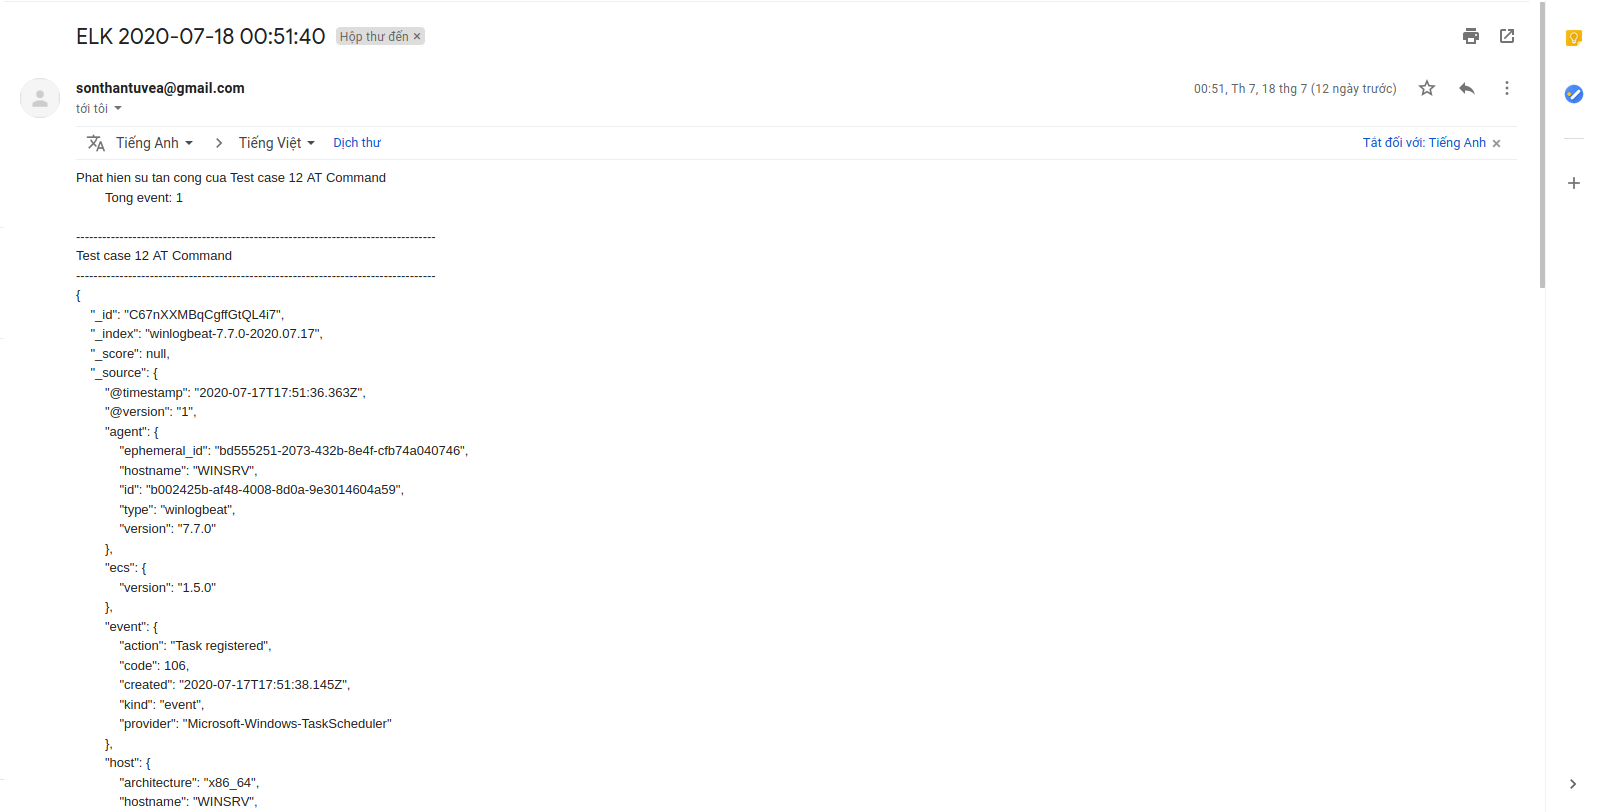 ELK 2020-07-18 00:51:40 Hộp thư đến ×
sonthantuvea@gmail.com
00:51, Th 7, 18 thg 7 (12 ngày trước)
tới tôi
Tiếng Anh > Tiếng Việt Dịch thư
Tắt đối với: Tiếng Anh ×
Phat hien su tan cong cua Test case 12 AT Command
Tong event: 1
-----------------------------------------------------------------------------------
Test case 12 AT Command
-----------------------------------------------------------------------------------
{
"_id": "C67nXXMBqCgffGtQL4i7",
"_index": "winlogbeat-7.7.0-2020.07.17",
"_score": null,
"_source": {
"@timestamp": "2020-07-17T17:51:36.363Z",
"@version": "1",
"agent": {
"ephemeral_id": "bd555251-2073-432b-8e4f-cfb74a040746",
"hostname": "WINSRV",
"id": "b002425b-af48-4008-8d0a-9e3014604a59",
"type": "winlogbeat",
"version": "7.7.0"
},
"ecs": {
"version": "1.5.0"
},
"event": {
"action": "Task registered",
"code": 106,
"created": "2020-07-17T17:51:38.145Z",
"kind": "event",
"provider": "Microsoft-Windows-TaskScheduler"
},
"host": {
"architecture": "x86_64",
"hostname": "WINSRV",